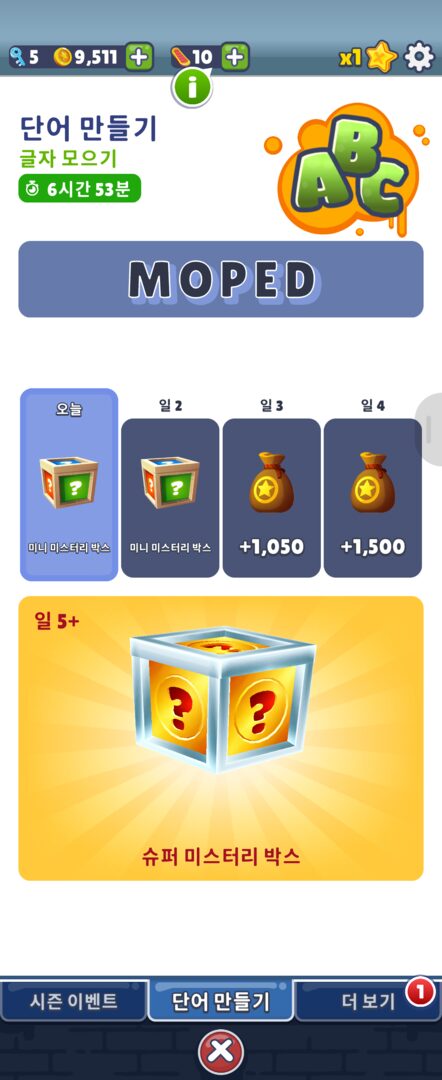 5 9,511 10 x1
단어 만들기
글자 모으기
6시간 53분
ABC
MOPED
오늘 일 2 일 3 일 4
? ? ? ?
미니 미스터리 박스 미니 미스터리 박스 +1,050 +1,500
일 5+
? ?
슈퍼 미스터리 박스
시즌 이벤트 단어 만들기 더 보기 1